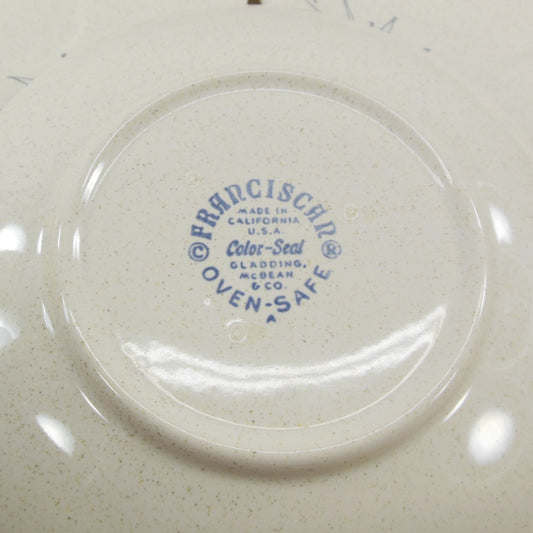 FRANCISCAN
MADE IN
CALIFORNIA
U.S.A.
Color-Seal
GLADDING,
McBEAN
& CO.
© OVEN-SAFE ®
A